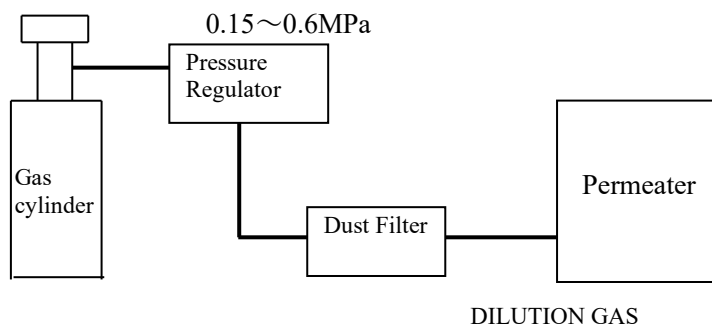 0.15～0.6MPa
Pressure
Regulator
Gas
cylinder
Dust Filter
Permeater
DILUTION GAS